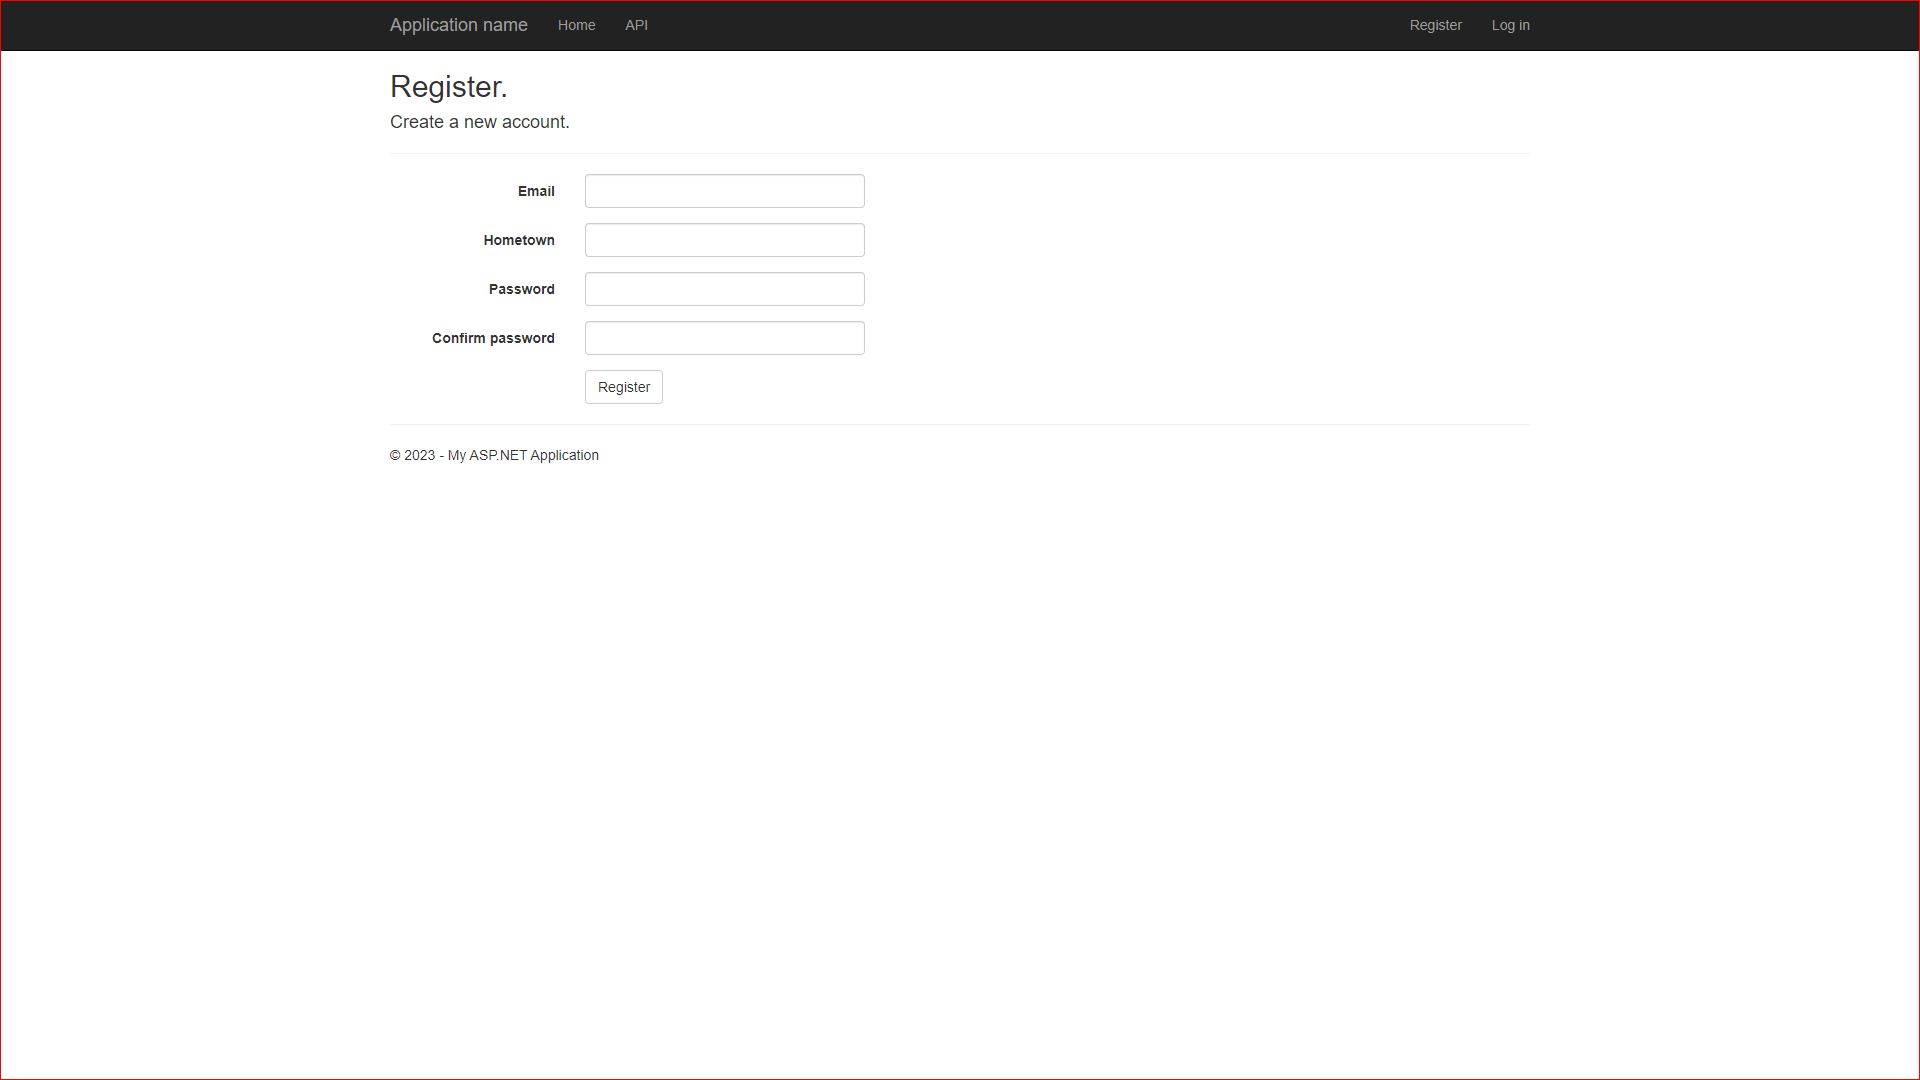 Application name Home API Register Log in
Register.
Create a new account.
Email
Hometown
Password
Confirm password
Register
© 2023 - My ASP.NET Application